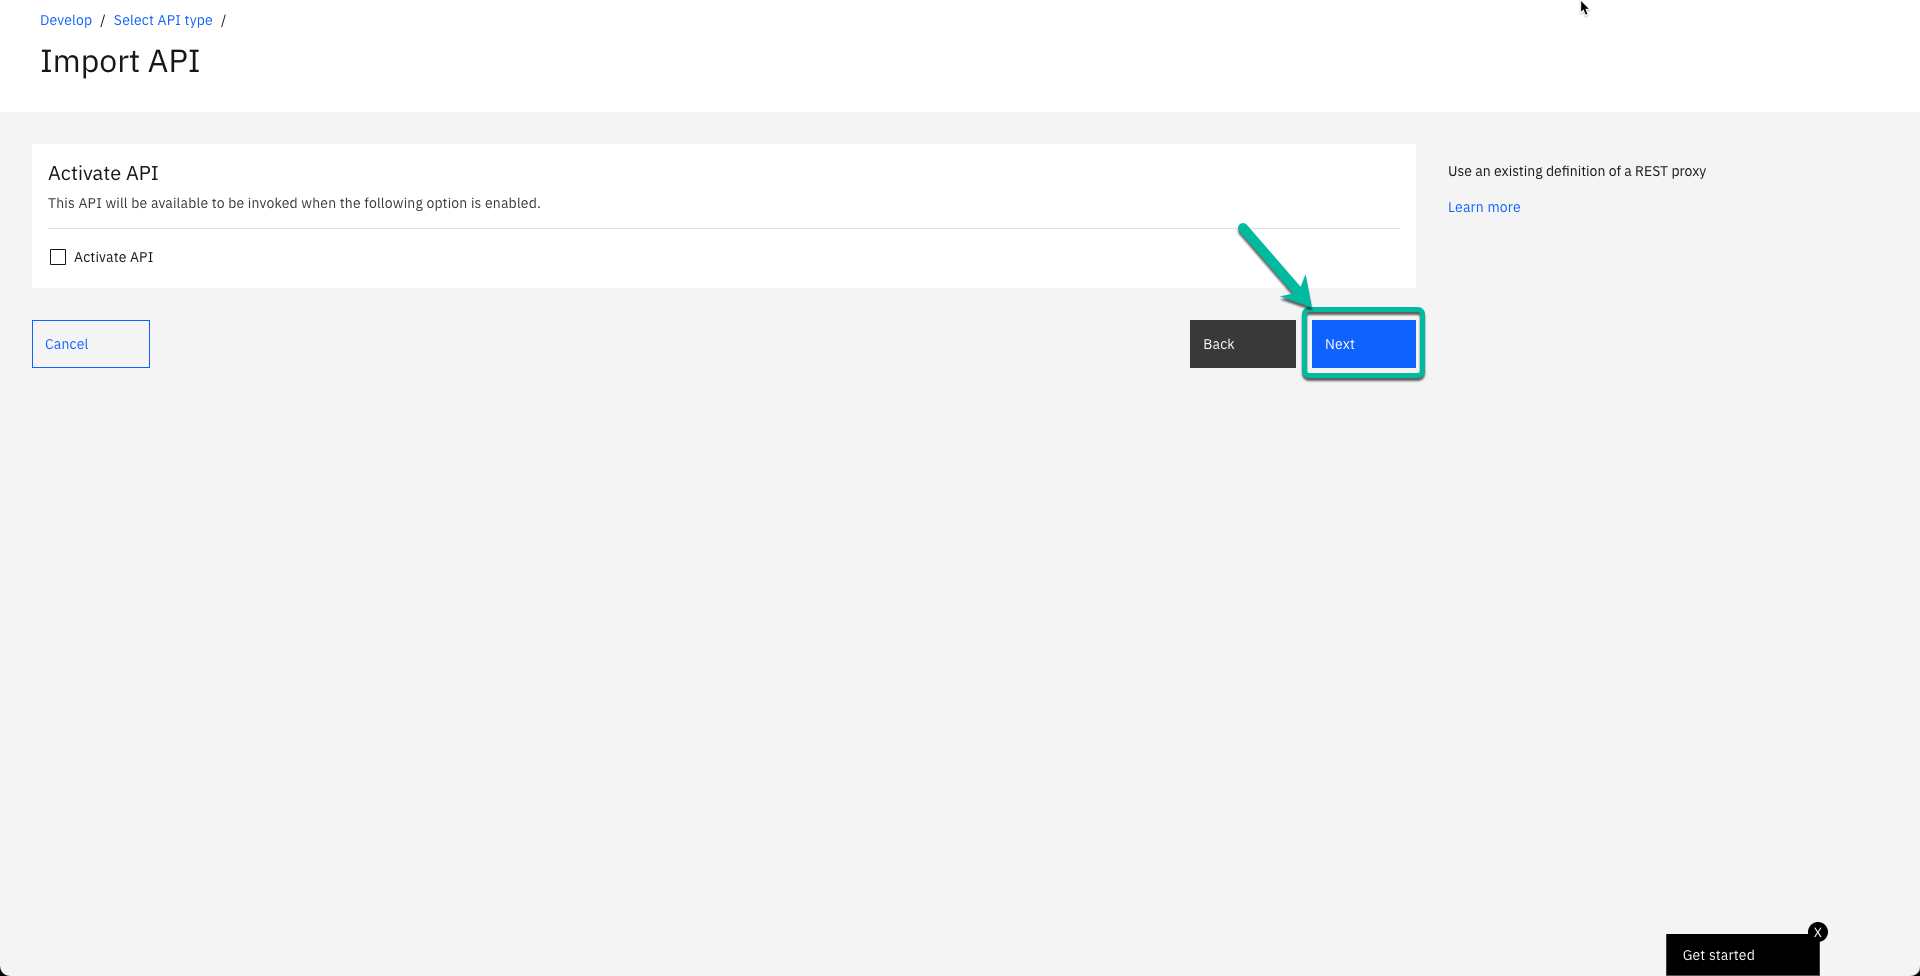 Develop / Select API type /
Import API
Activate API
This API will be available to be invoked when the following option is enabled.
Activate API
Cancel
Back
Next
Use an existing definition of a REST proxy
Learn more
X
Get started